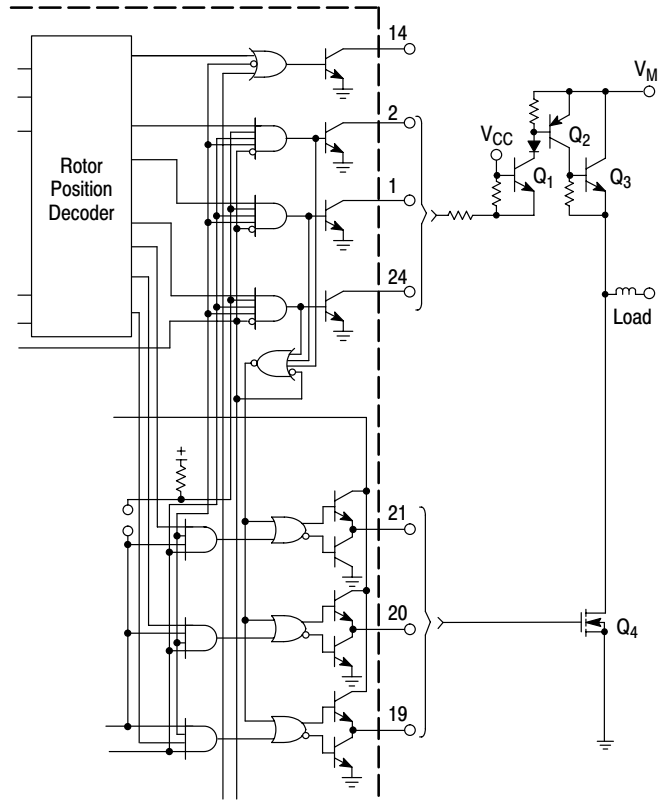 14
V_M
2
V_CC
Q_2
Q_1
Q_3
Rotor
Position
Decoder
1
24
Load
+
21
20
Q_4
19